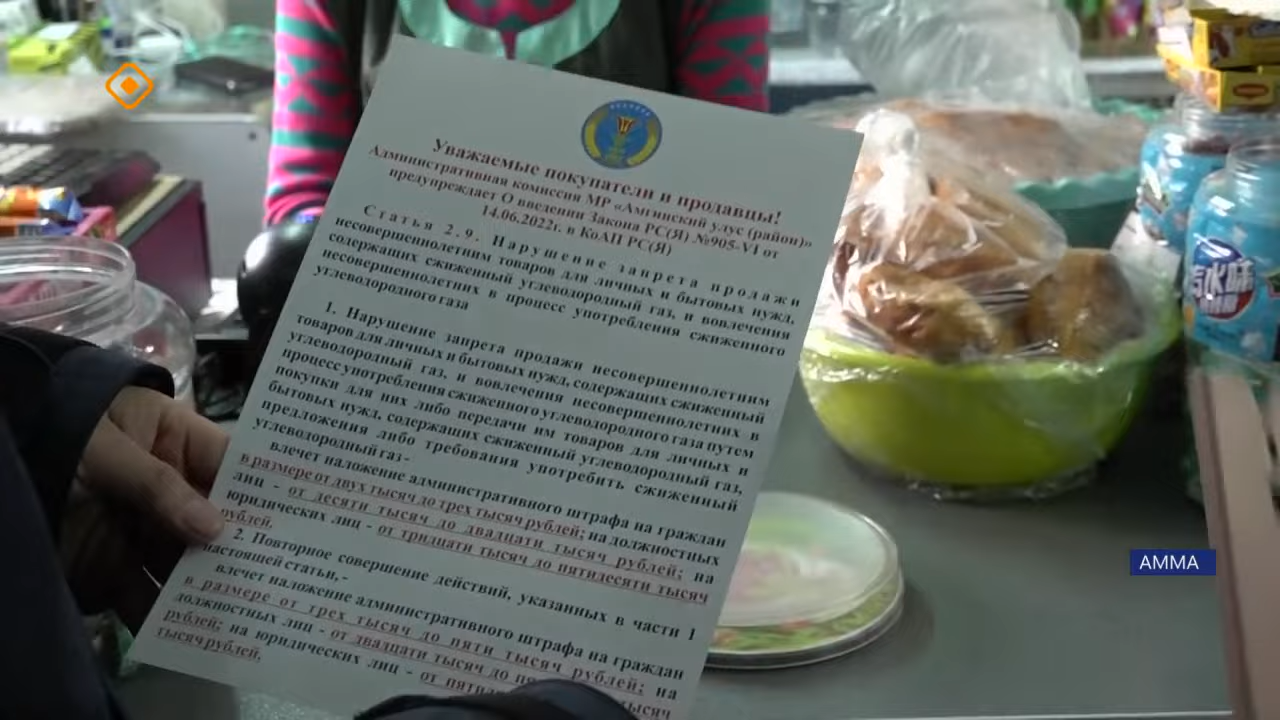 Уважаемые покупатели и продавцы!
Административная комиссия МР «Амгинский улус (район)»
предупреждает О введении Закона РС(Я) №905-VI от
14.06.2022г. в КоАП РС(Я)
Статья 2.9. Нарушение запрета продажи
несовершеннолетним товаров для личных и бытовых нужд,
содержащих сжиженный углеводородный газ, и вовлечения
несовершеннолетних в процесс употребления сжиженного
углеводородного газа
1. Нарушение запрета продажи несовершеннолетним
товаров для личных и бытовых нужд, содержащих сжиженный
углеводородный газ, и вовлечения несовершеннолетних в
процесс употребления сжиженного углеводородного газа путем
покупки для них либо передачи им товаров для личных и
бытовых нужд, содержащих сжиженный углеводородный газ,
предложения либо требования употребить сжиженный
углеводородный газ -
влечет наложение административного штрафа на граждан
в размере от двух тысяч до трех тысяч рублей; на должностных
лиц - от десяти тысяч до двадцати тысяч рублей; на
юридических лиц - от тридцати тысяч до пятидесяти тысяч
рублей.
2. Повторное совершение действий, указанных в части 1
настоящей статьи, -
влечет наложение административного штрафа на граждан
в размере от трех тысяч до пяти тысяч рублей; на
должностных лиц - от двадцати тысяч до
рублей; на юридических лиц - от тысяч
тысяч рублей.
汽水味
MAGGI
АММА